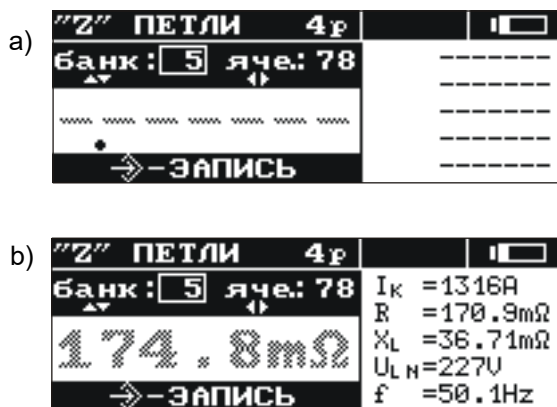 a)
"Z" ПЕТЛИ 4p
банк: 5 яче.: 78
-ЗАПИСЬ
b)
"Z" ПЕТЛИ 4p
банк: 5 яче.: 78
174.8mΩ
-ЗАПИСЬ
IK =1316A
R =170.9mΩ
XL =36.71mΩ
UL N=227V
f =50.1Hz